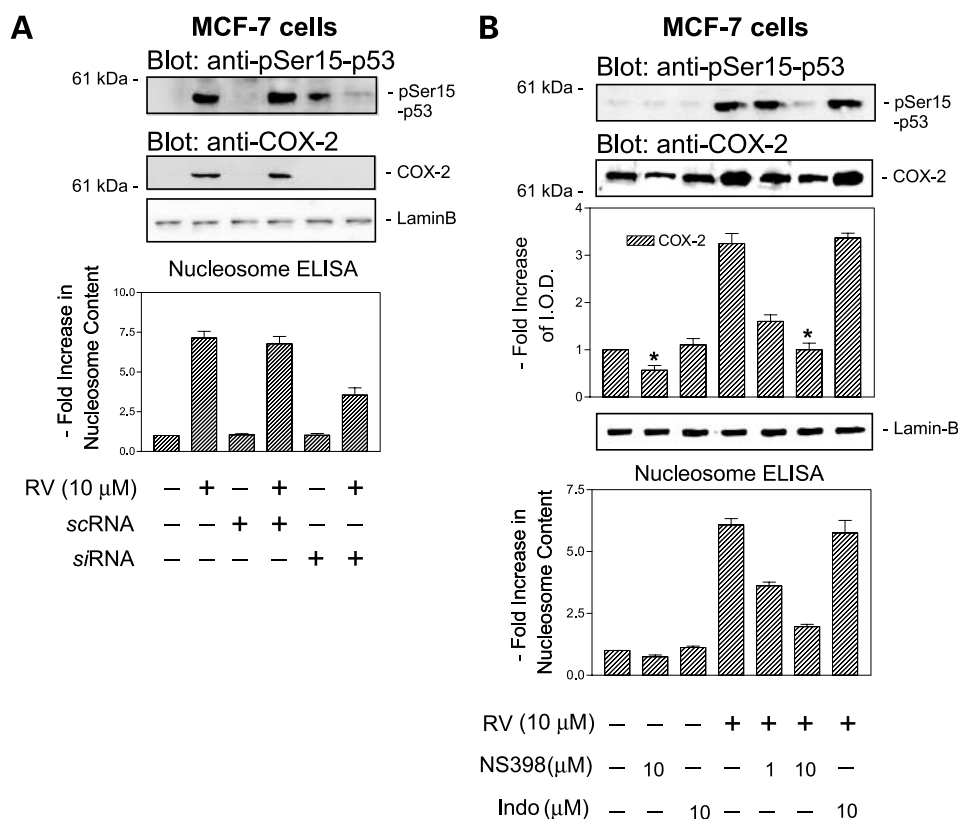 A
MCF-7 cells
Blot: anti-pSer15-p53
61 kDa -
- pSer15
-p53
Blot: anti-COX-2
61 kDa -
- COX-2
- LaminB
Nucleosome ELISA
- Fold Increase in
Nucleosome Content
10.0
7.5
5.0
2.5
0.0
RV (10 µM) – + – + – +
scRNA – – + + – –
siRNA – – – – + +
B
MCF-7 cells
Blot: anti-pSer15-p53
61 kDa -
- pSer15
-p53
Blot: anti-COX-2
61 kDa -
- COX-2
- Fold Increase
of I.O.D.
4
3
2
1
0
COX-2
*
*
- Lamin-B
Nucleosome ELISA
- Fold Increase in
Nucleosome Content
7.5
5.0
2.5
0.0
RV (10 µM) – – – + + + +
NS398(µM) – 10 – – 1 10 –
Indo (µM) – – 10 – – – 10